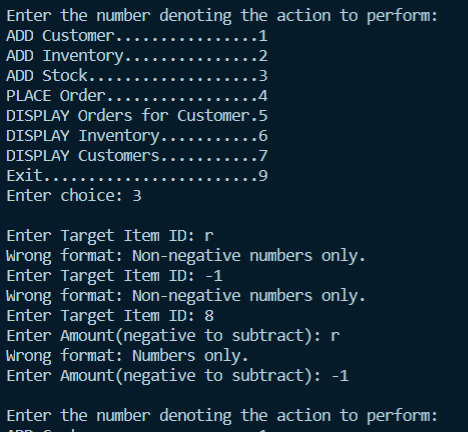 Enter the number denoting the action to perform:
ADD Customer................1
ADD Inventory...............2
ADD Stock...................3
PLACE Order.................4
DISPLAY Orders for Customer.5
DISPLAY Inventory...........6
DISPLAY Customers...........7
Exit........................9
Enter choice: 3
Enter Target Item ID: r
Wrong format: Non-negative numbers only.
Enter Target Item ID: -1
Wrong format: Non-negative numbers only.
Enter Target Item ID: 8
Enter Amount(negative to subtract): r
Wrong format: Numbers only.
Enter Amount(negative to subtract): -1
Enter the number denoting the action to perform: